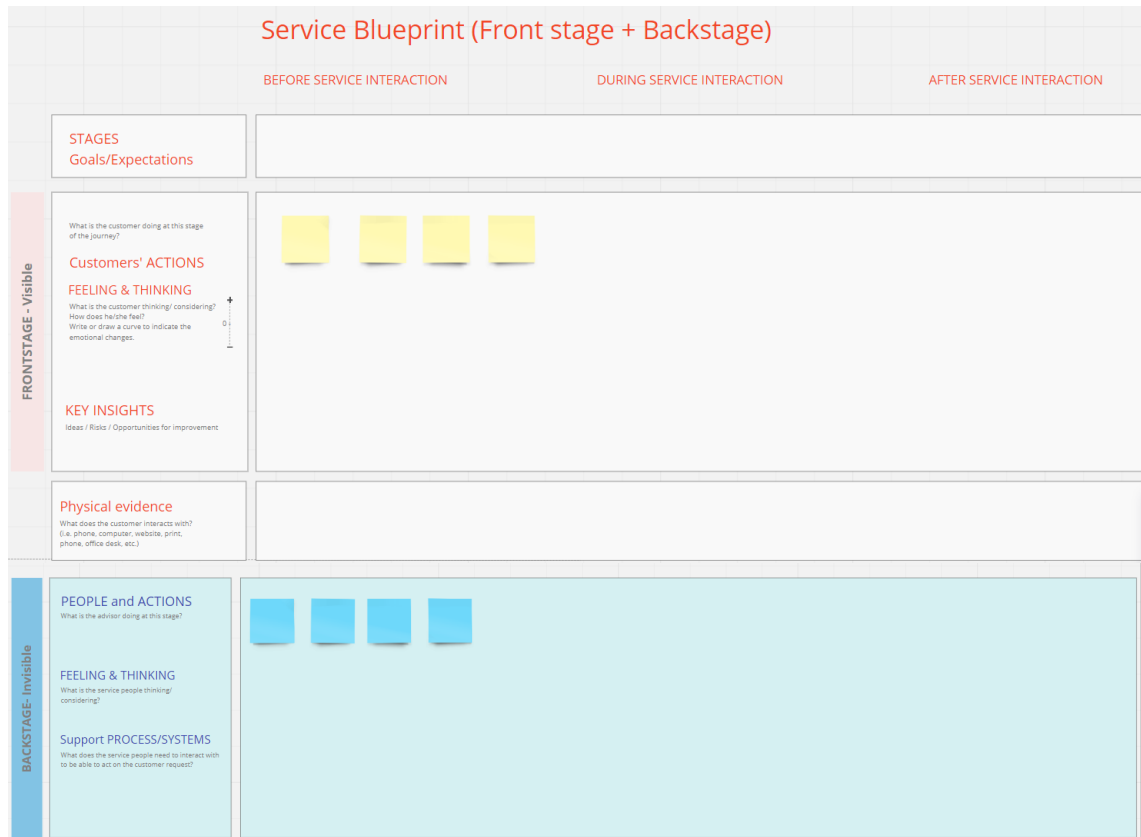 Service Blueprint (Front stage + Backstage)
BEFORE SERVICE INTERACTION
DURING SERVICE INTERACTION
AFTER SERVICE INTERACTION
STAGES
Goals/Expectations
FRONTSTAGE - Visible
What is the customer doing at this stage
of the journey?
Customers' ACTIONS
FEELING & THINKING
What is the customer thinking/ considering?
How does he/she feel?
Write or draw a curve to indicate the
emotional changes.
+
0
−
KEY INSIGHTS
Ideas / Risks / Opportunities for improvement
Physical evidence
What does the customer interacts with?
(i.e. phone, computer, website, print,
phone, office desk, etc.)
BACKSTAGE- Invisible
PEOPLE and ACTIONS
What is the advisor doing at this stage?
FEELING & THINKING
What is the service people thinking/
considering?
Support PROCESS/SYSTEMS
What does the service people need to interact with
to be able to act on the customer request?